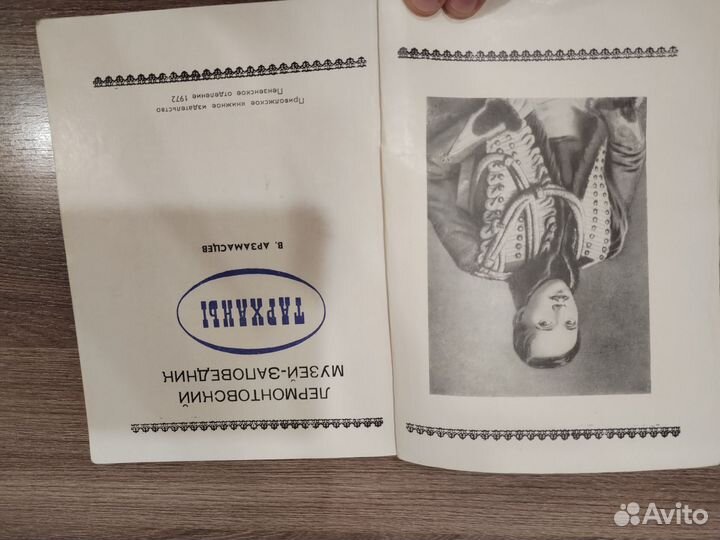 ЛЕРМОНТОВСКИЙ
МУЗЕЙ-ЗАПОВЕДНИК
ТАРХАНЫ
В. АРЗАМАСЦЕВ
Приволжское книжное издательство
Пензенское отделение 1972
Avito